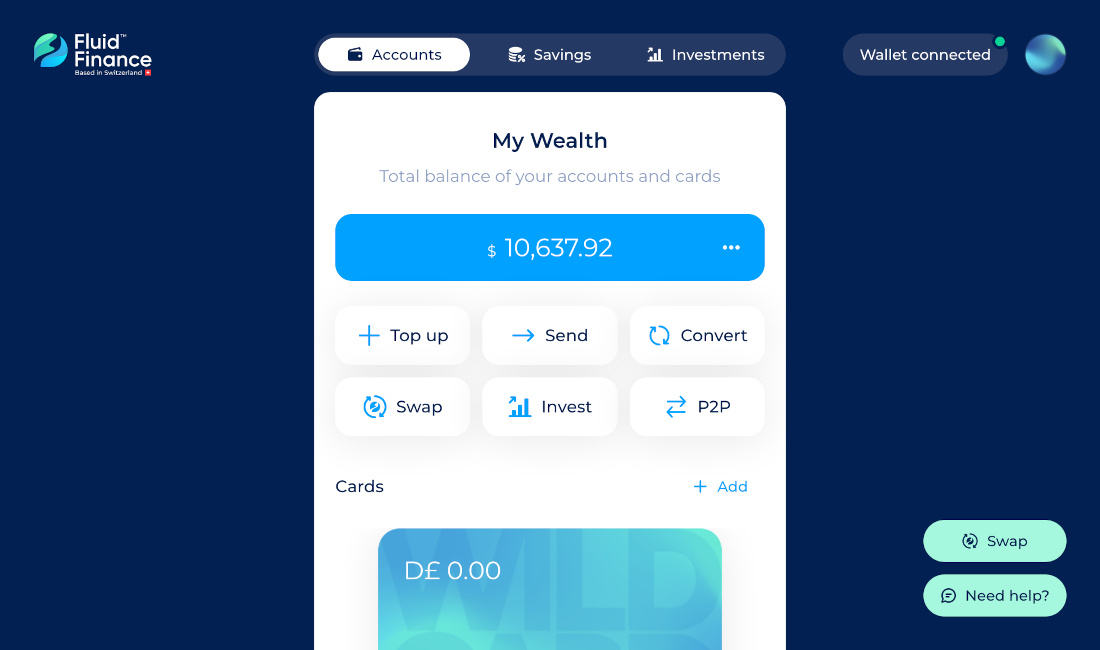 Fluid™
Finance
Based in Switzerland
Accounts
Savings
Investments
Wallet connected
My Wealth
Total balance of your accounts and cards
$ 10,637.92
Top up
Send
Convert
Swap
Invest
P2P
Cards
Add
D£ 0.00
WILD
CARD
Swap
Need help?